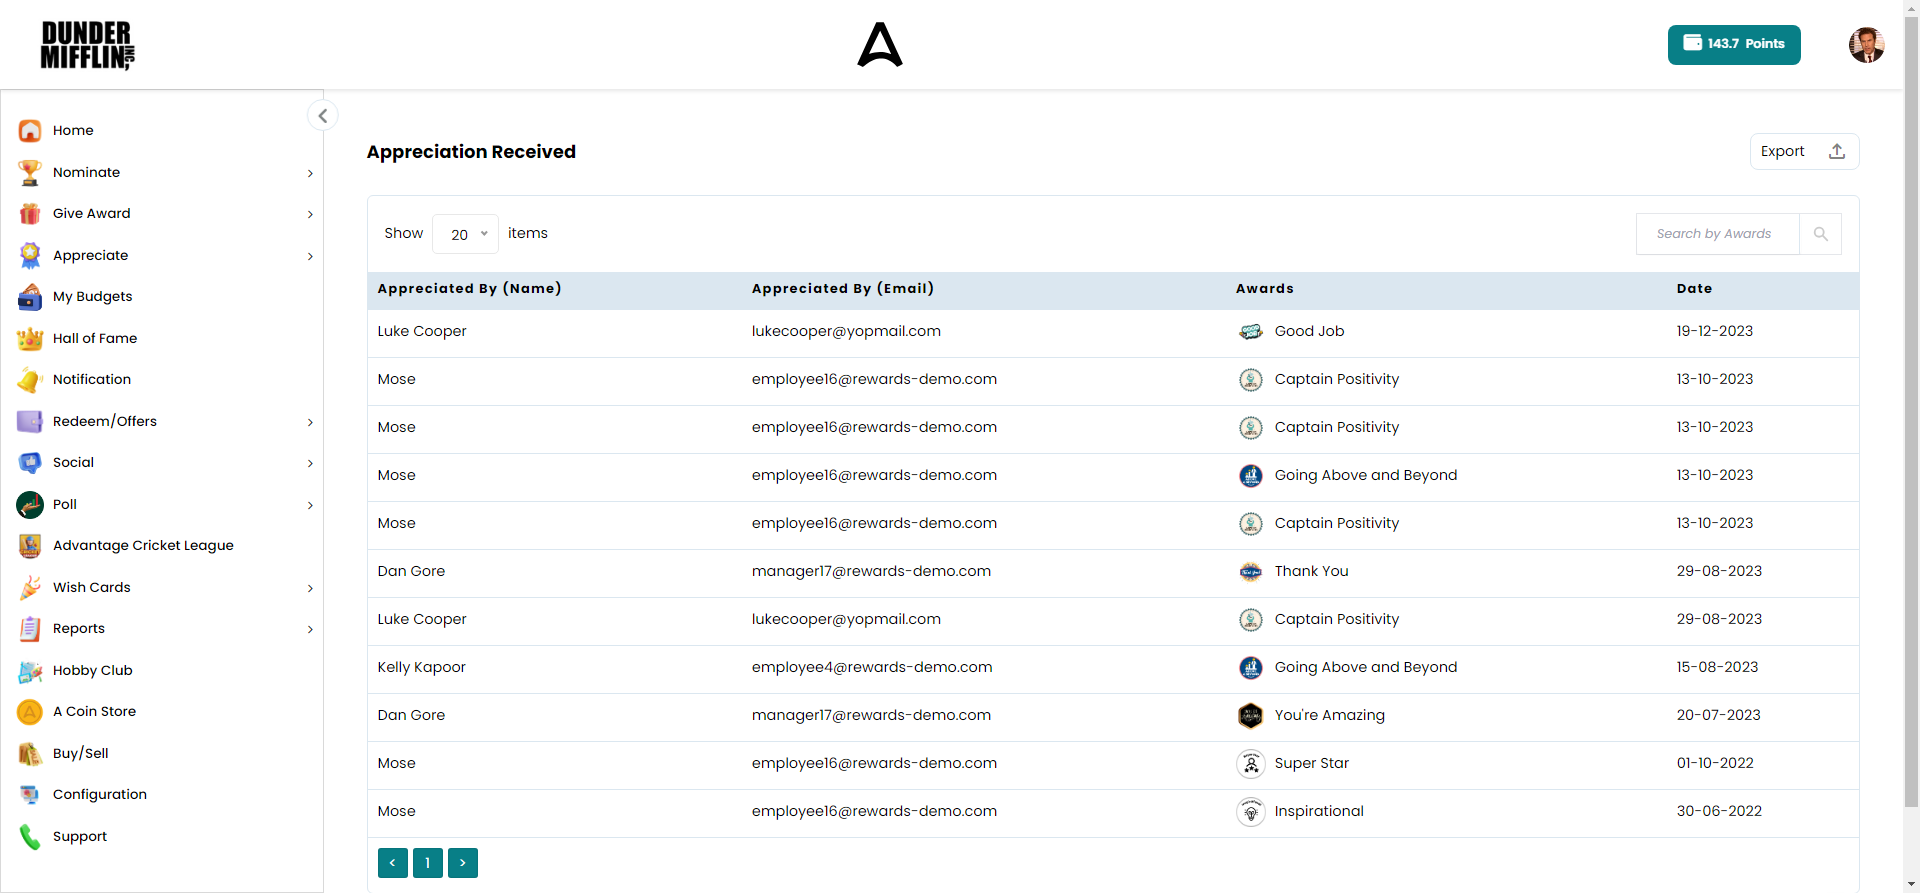 DUNDER
MIFFLIN, INC
143.7 Points
Home
Nominate
Give Award
Appreciate
My Budgets
Hall of Fame
Notification
Redeem/Offers
Social
Poll
Advantage Cricket League
Wish Cards
Reports
Hobby Club
A Coin Store
Buy/Sell
Configuration
Support
Appreciation Received
Export
Show 20 items
Search by Awards
Appreciated By (Name) Appreciated By (Email) Awards Date
Luke Cooper lukecooper@yopmail.com Good Job 19-12-2023
Mose employee16@rewards-demo.com Captain Positivity 13-10-2023
Mose employee16@rewards-demo.com Captain Positivity 13-10-2023
Mose employee16@rewards-demo.com Going Above and Beyond 13-10-2023
Mose employee16@rewards-demo.com Captain Positivity 13-10-2023
Dan Gore manager17@rewards-demo.com Thank You 29-08-2023
Luke Cooper lukecooper@yopmail.com Captain Positivity 29-08-2023
Kelly Kapoor employee4@rewards-demo.com Going Above and Beyond 15-08-2023
Dan Gore manager17@rewards-demo.com You're Amazing 20-07-2023
Mose employee16@rewards-demo.com Super Star 01-10-2022
Mose employee16@rewards-demo.com Inspirational 30-06-2022
< 1 >